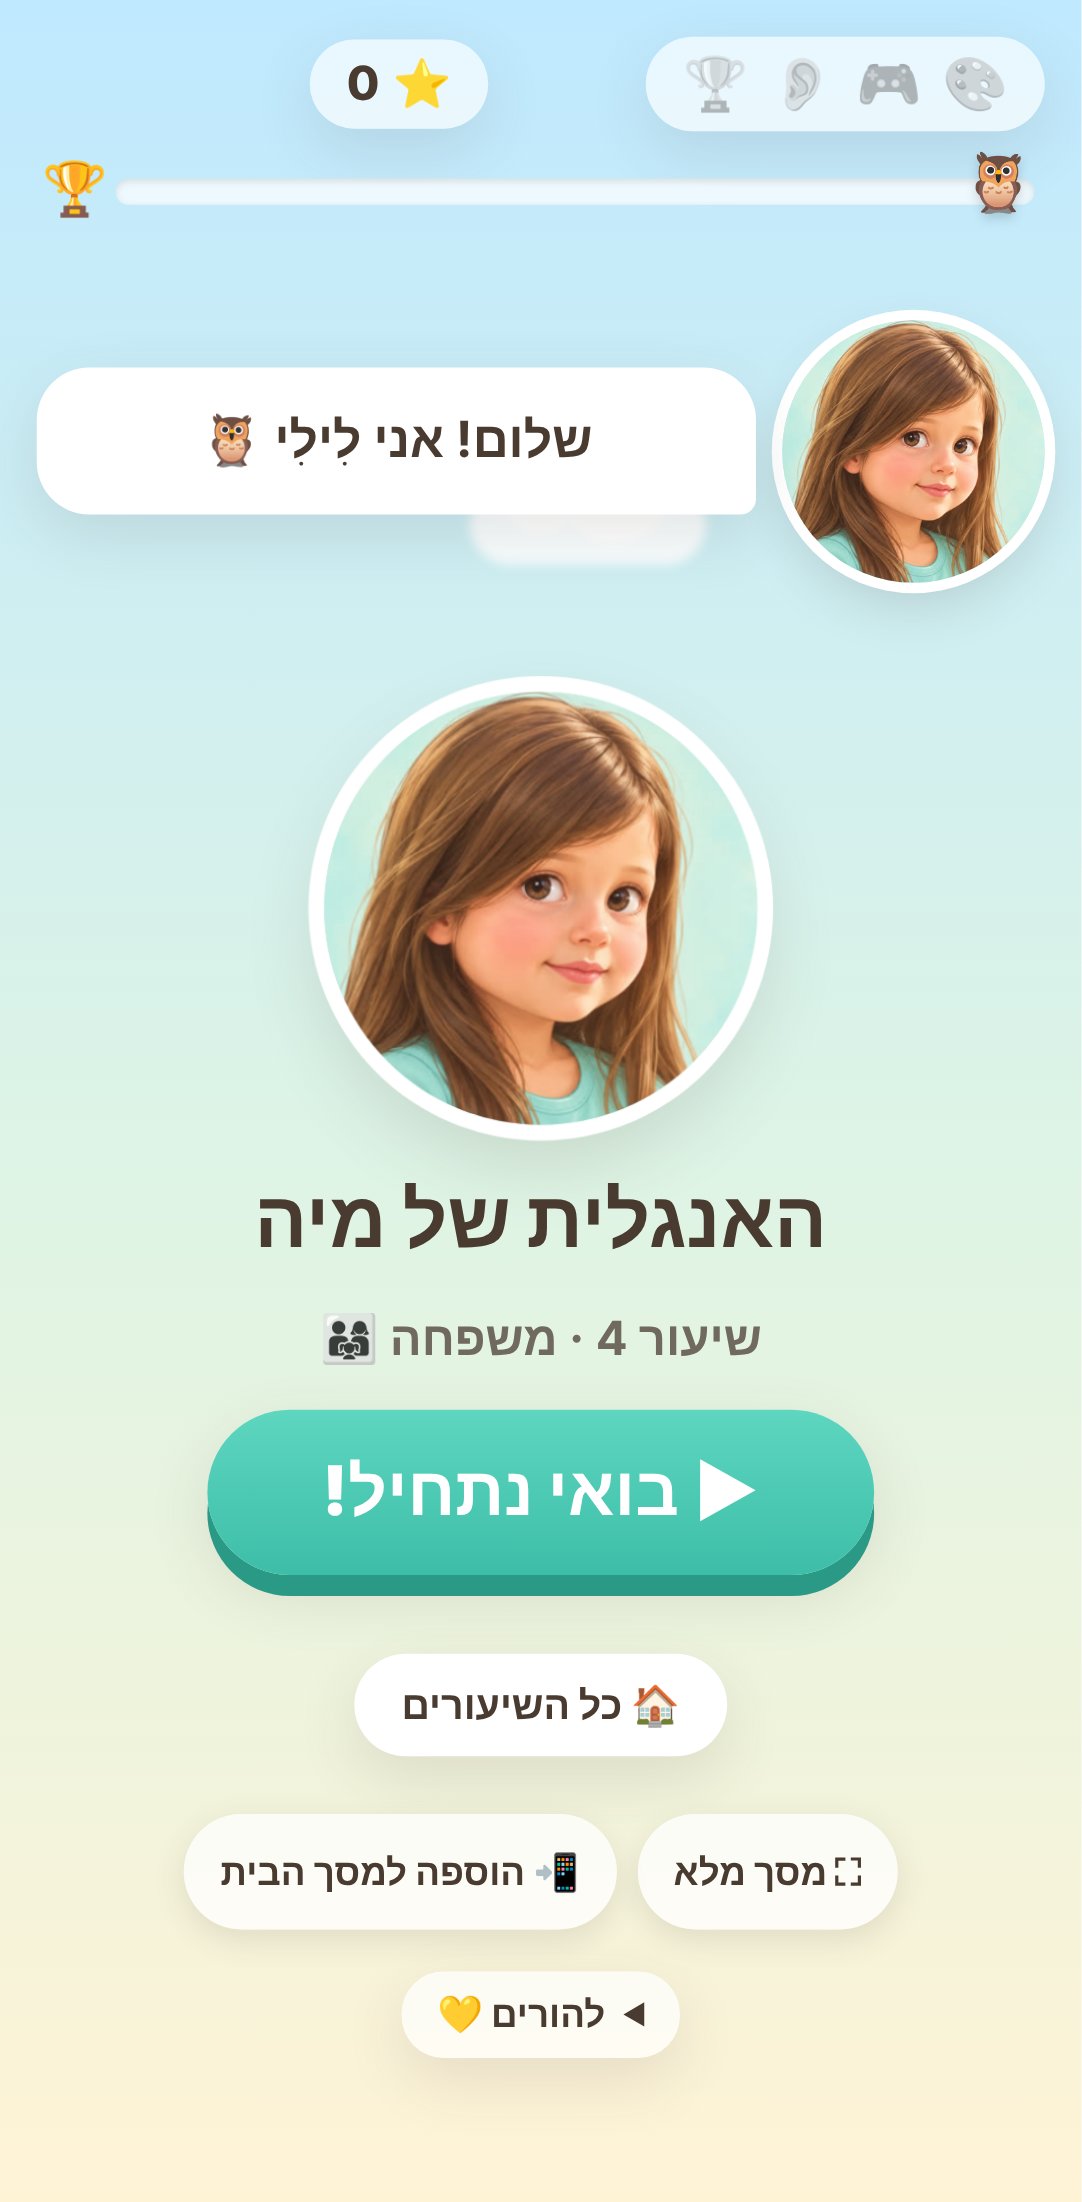 0
שלום! אני לִילִי
האנגלית של מיה
שיעור 4 · משפחה
בואי נתחיל!
כל השיעורים
מסך מלא
הוספה למסך הבית
להורים